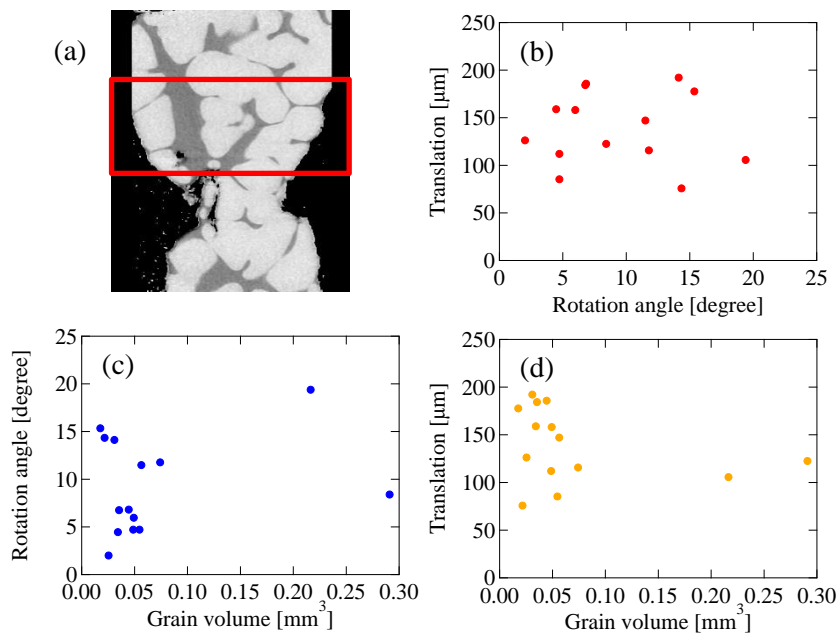 (a)
(b)
250
200
150
100
50
0
Translation [μm]
0 5 10 15 20 25
Rotation angle [degree]
(c)
25
20
15
10
5
0
Rotation angle [degree]
0.00 0.05 0.10 0.15 0.20 0.25 0.30
Grain volume [mm³]
(d)
250
200
150
100
50
0
Translation [μm]
0.00 0.05 0.10 0.15 0.20 0.25 0.30
Grain volume [mm³]